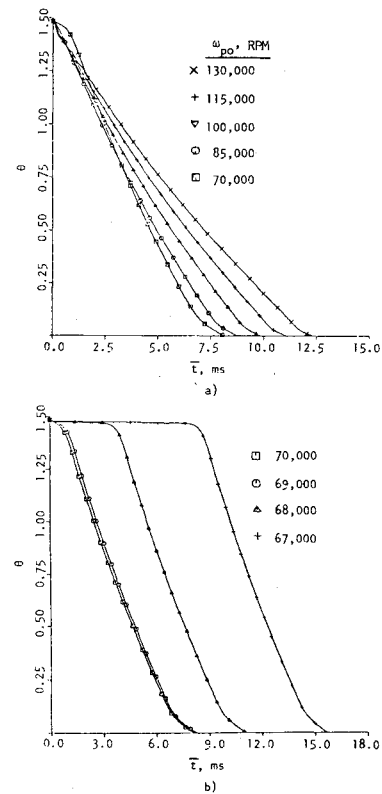 1.50
1.25
1.00
0.75
0.50
0.25
θ
ω_po, RPM
× 130,000
+ 115,000
▽ 100,000
○ 85,000
□ 70,000
0.0 2.5 5.0 7.5 10.0 12.5 15.0
t̅, ms
a)
1.50
1.25
1.00
0.75
0.50
0.25
θ
□ 70,000
○ 69,000
△ 68,000
+ 67,000
0.0 3.0 6.0 9.0 12.0 15.0 18.0
t̅, ms
b)